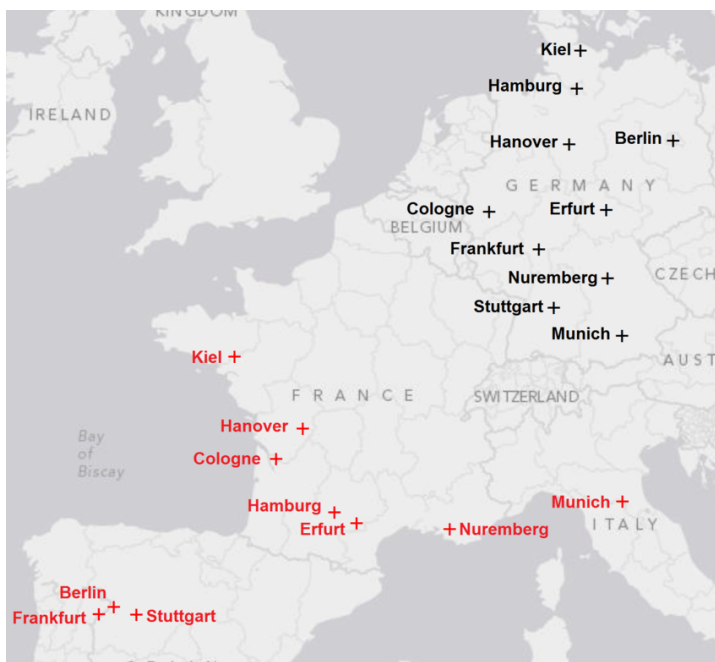 KINGDOM
Kiel
Hamburg
IRELAND
Hanover
Berlin
GERMANY
Cologne
Erfurt
BELGIUM
Frankfurt
Nuremberg
CZECH
Stuttgart
Munich
Kiel
AUST
FRANCE
SWITZERLAND
Hanover
Bay
of
Biscay
Cologne
Hamburg
Munich
Erfurt
Nuremberg
ITALY
Berlin
Frankfurt
Stuttgart